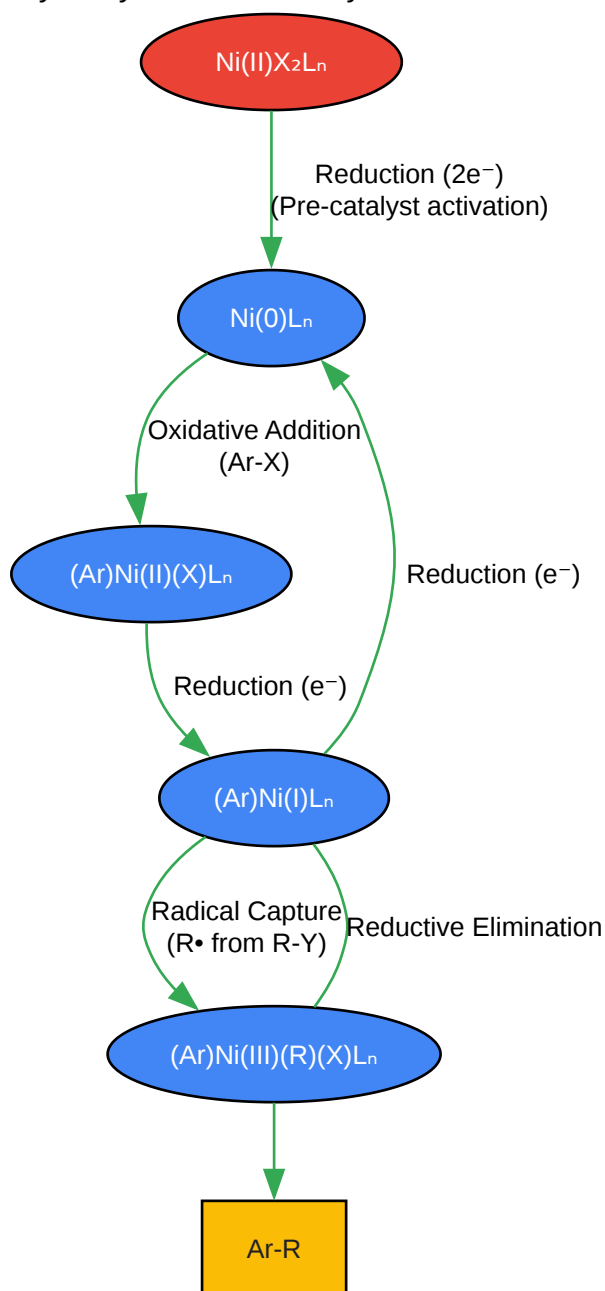 Ni(II)X₂Lₙ
Reduction (2e⁻)
(Pre-catalyst activation)
Ni(0)Lₙ
Oxidative Addition
(Ar-X)
(Ar)Ni(II)(X)Lₙ
Reduction (e⁻)
Reduction (e⁻)
(Ar)Ni(I)Lₙ
Radical Capture
(R• from R-Y)
Reductive Elimination
(Ar)Ni(III)(R)(X)Lₙ
Ar-R